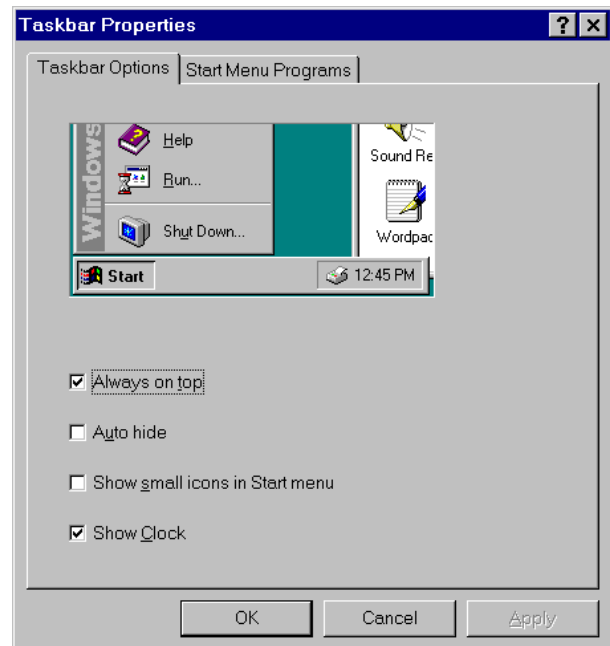 Taskbar Properties
Taskbar Options Start Menu Programs
Windows
Help
Run...
Shut Down...
Sound Re
Wordpac
Start 12:45 PM
Always on top
Auto hide
Show small icons in Start menu
Show Clock
OK Cancel Apply